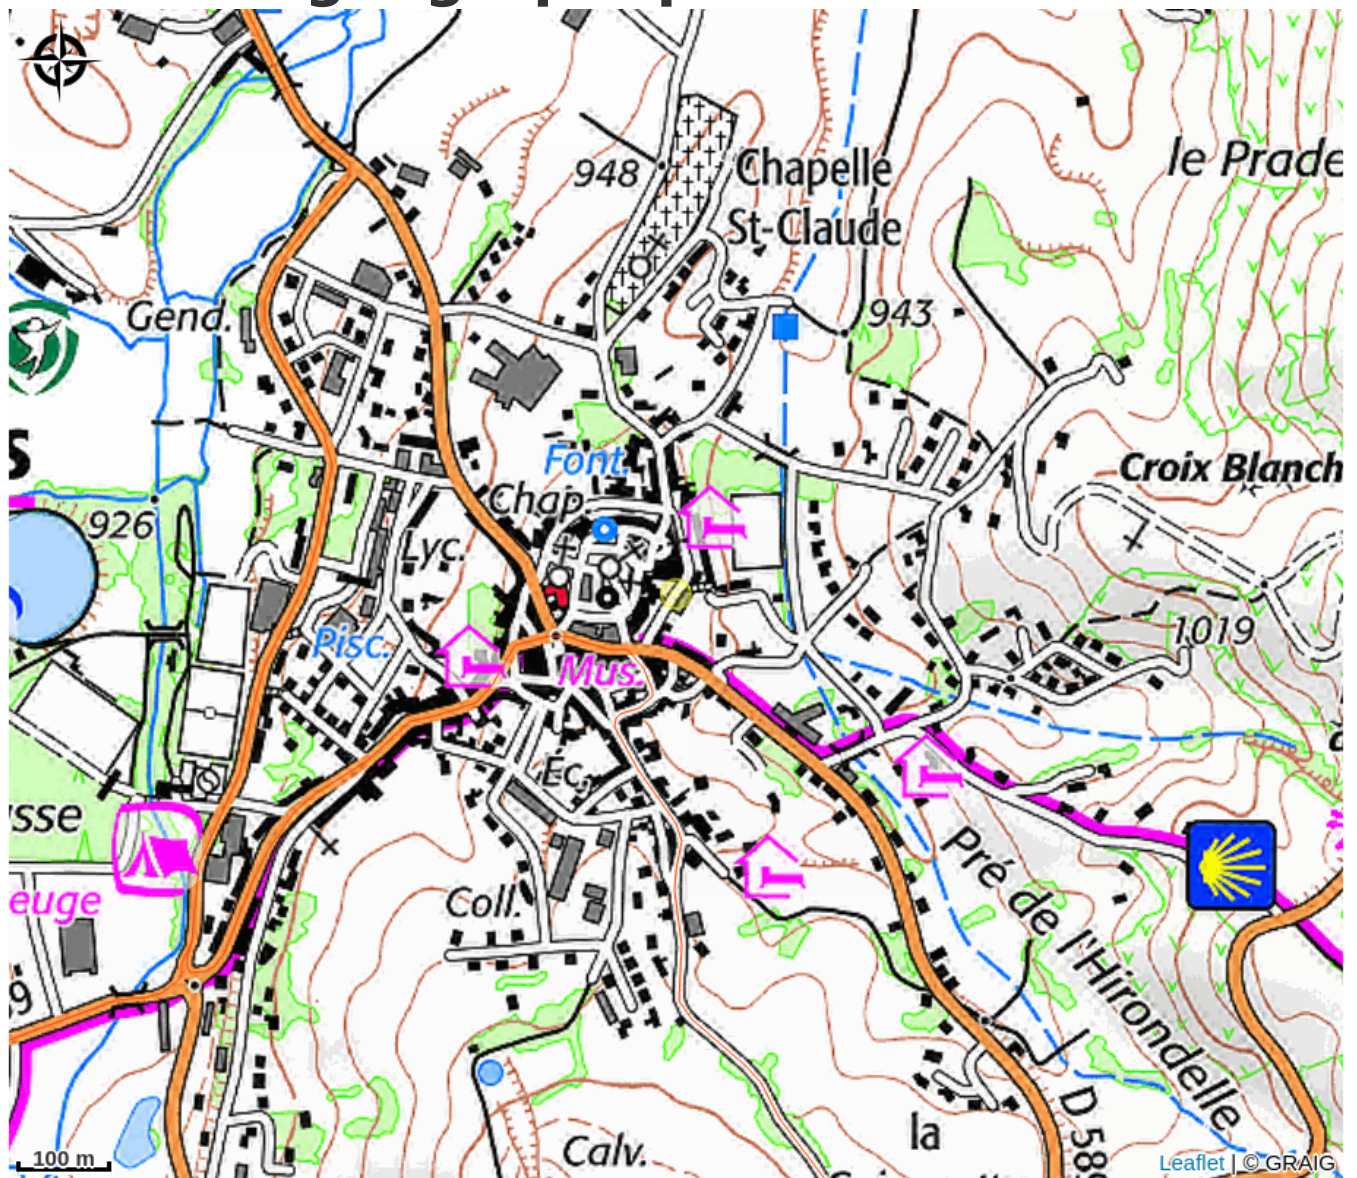 948
Chapelle
St-Claude
le Prade
943
Gend.
Font.
Croix Blanch
Chap
926
Lyc.
1019
Pisc.
Mus.
Éc.
sse
Pré de l'Hirondelle
euge
Coll.
9
D 58
la
Calv.
100 m
Leaflet | © GRAIG